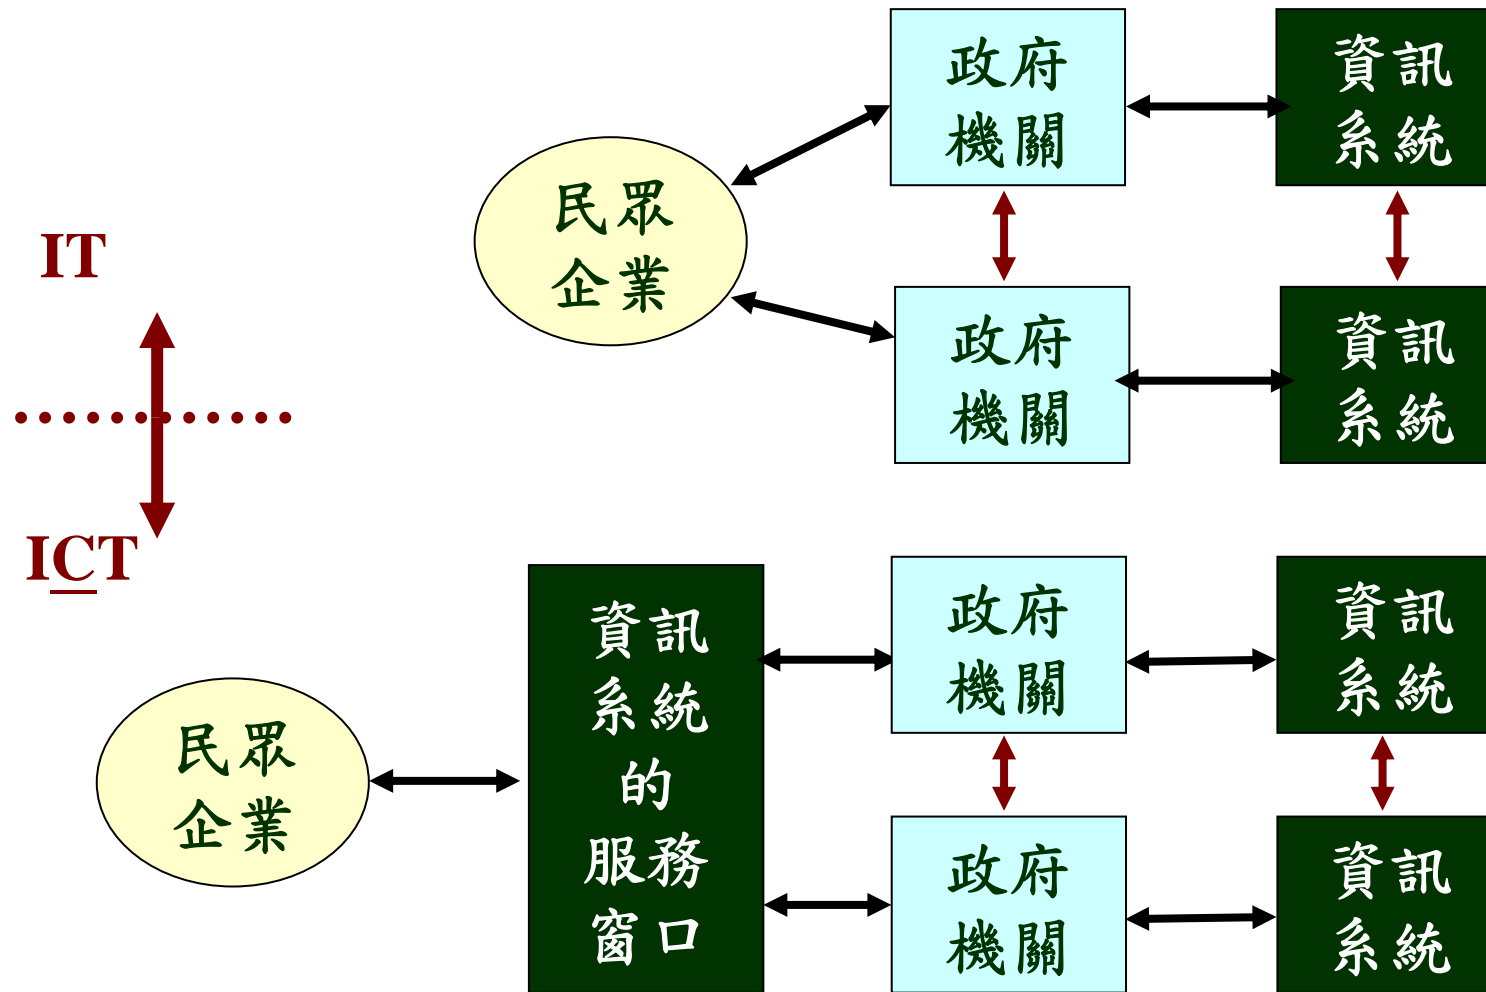 政府
機關
資訊
系統
民眾
企業
IT
政府
機關
資訊
系統
ICT
民眾
企業
資訊
系統
的
服務
窗口
政府
機關
資訊
系統
政府
機關
資訊
系統